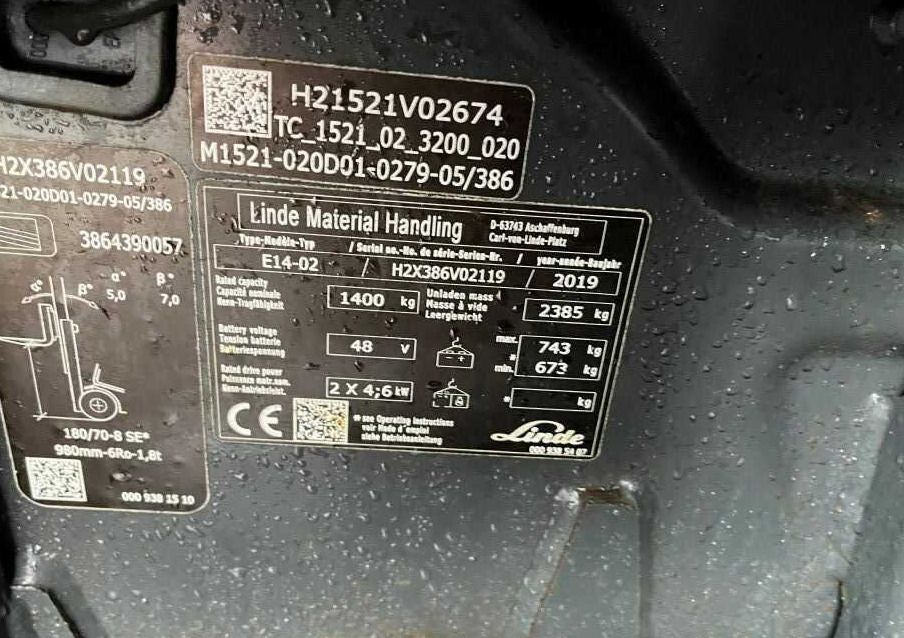 H21521V02674
TC_1521_02_3200_020
M1521-020D01-0279-05/386
H2X386V02119
21-020D01-0279-05/386
3864390057
α° β°
5,0 7,0
α° β°
180/70-8 SE*
980mm-6Ro-1,8t
000 938 15 10
Linde Material Handling
D-63743 Aschaffenburg
Carl-von-Linde-Platz
Type-Modèle-Typ / Serial no.-No. de série-Serien-Nr. / year-année-Baujahr
E14-02 / H2X386V02119 / 2019
Rated capacity
Capacité nominale
Nenn-Tragfähigkeit
1400 kg
Unladen mass
Masse à vide
Leergewicht
2385 kg
Battery voltage
Tension batterie
Batteriespannung
48 V
max. 743 kg
*
min. 673 kg
Rated drive power
Puissance motr.nom.
Nenn-Antriebsleist.
2 X 4,6 kW
* kg
CE
* see Operating Instructions
voir Mode d'emploi
siehe Betriebsanleitung
Linde
000 938 54 07